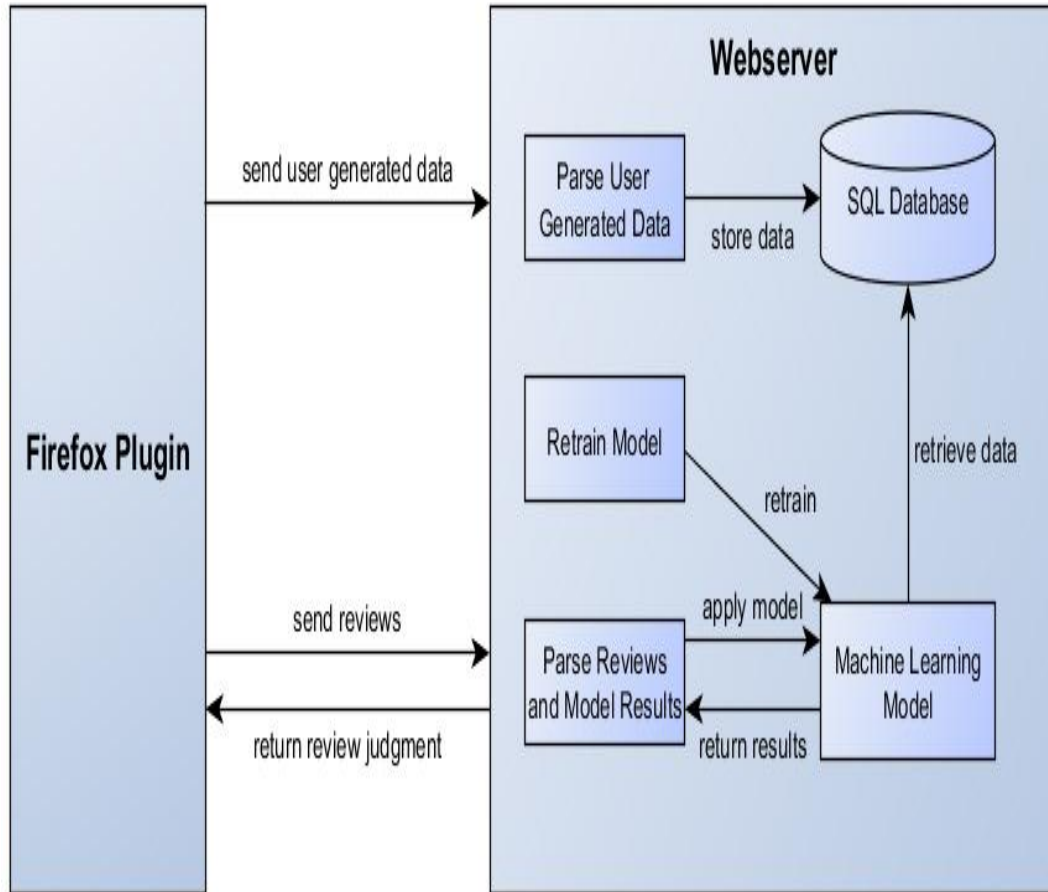 Webserver
send user generated data
Parse User
Generated Data
store data
SQL Database
Firefox Plugin
Retrain Model
retrain
retrieve data
send reviews
return review judgment
Parse Reviews
and Model Results
apply model
return results
Machine Learning
Model